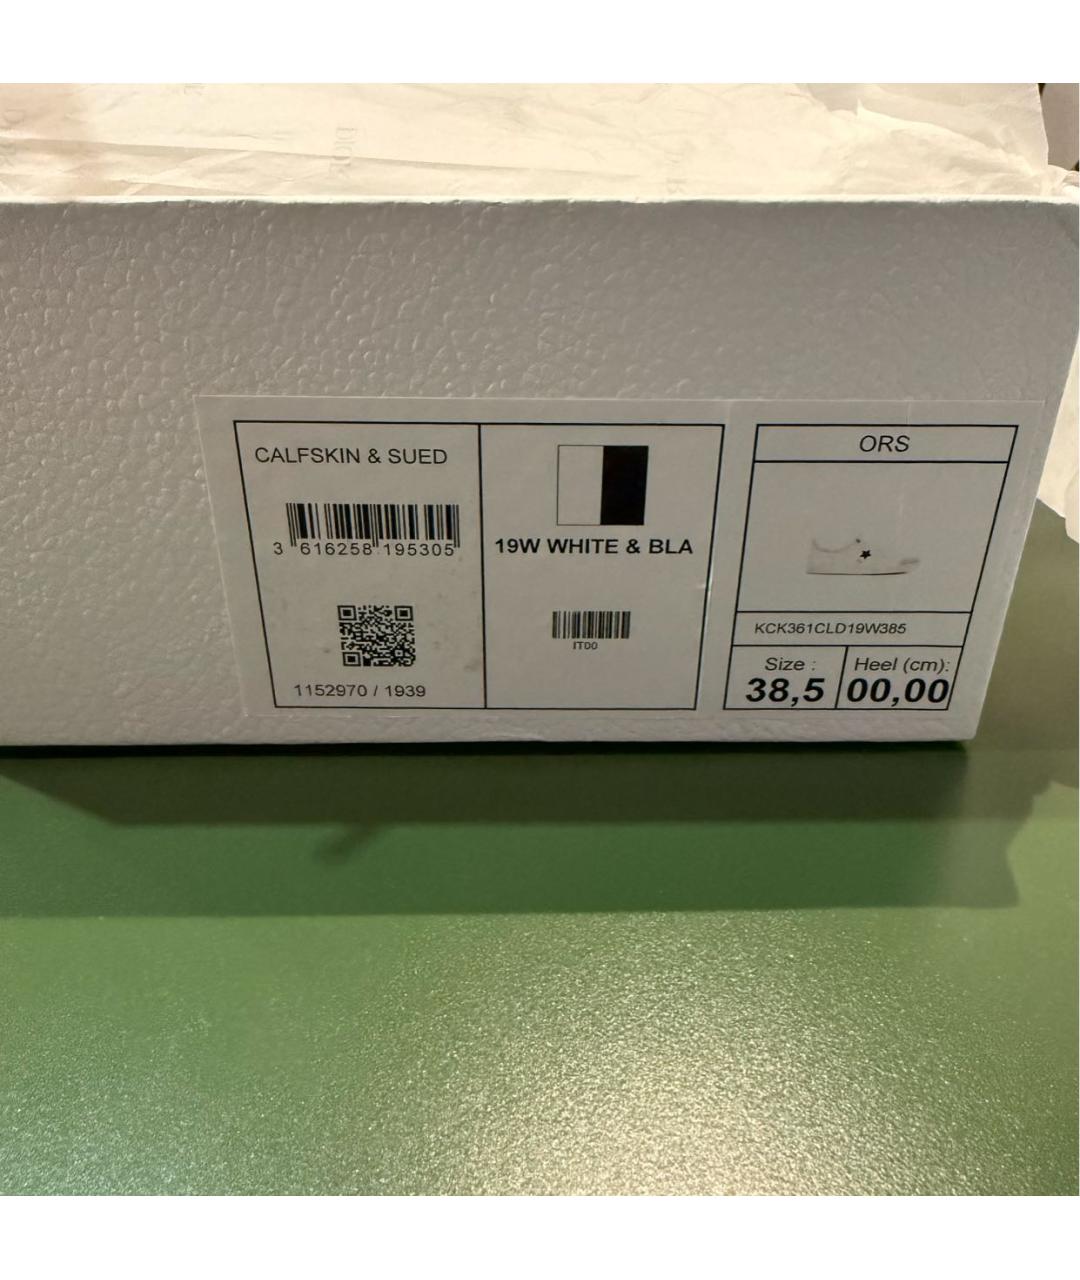 CALFSKIN & SUED
3 616258 195305
1152970 / 1939
19W WHITE & BLA
IT00
ORS
KCK361CLD19W385
Size :
38,5
Heel (cm):
00,00